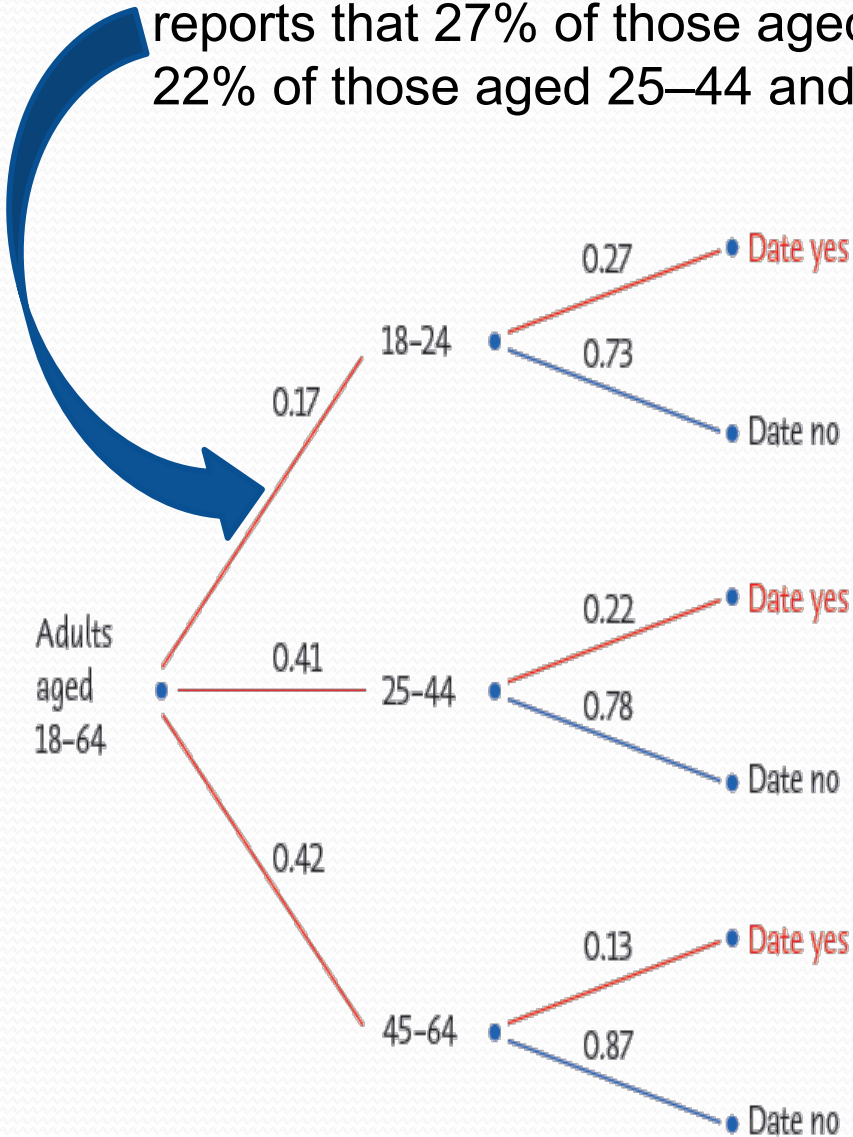 reports that 27% of those aged
22% of those aged 25–44 and
0.27
Date yes
18–24
0.73
0.17
Date no
0.22
Date yes
Adults
0.41
aged
25–44
0.78
18–64
Date no
0.42
0.13
Date yes
45–64
0.87
Date no